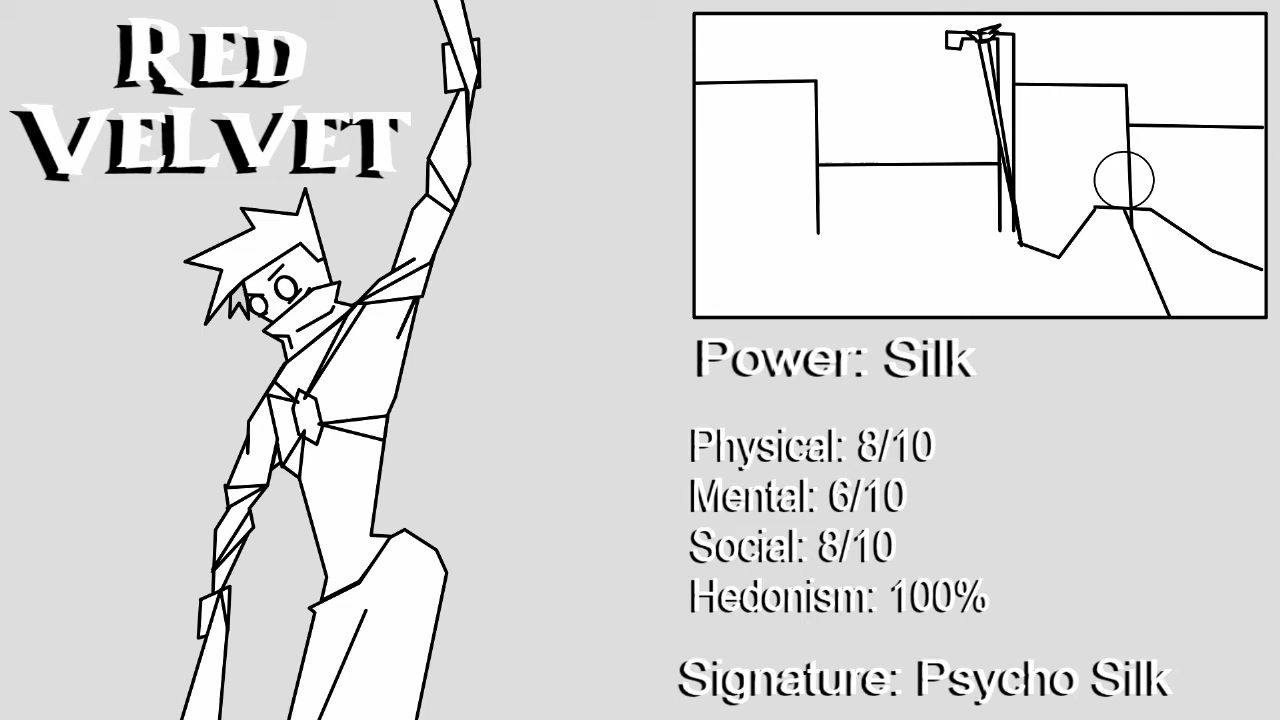 RED
VELVET
Power: Silk
Physical: 8/10
Mental: 6/10
Social: 8/10
Hedonism: 100%
Signature: Psycho Silk